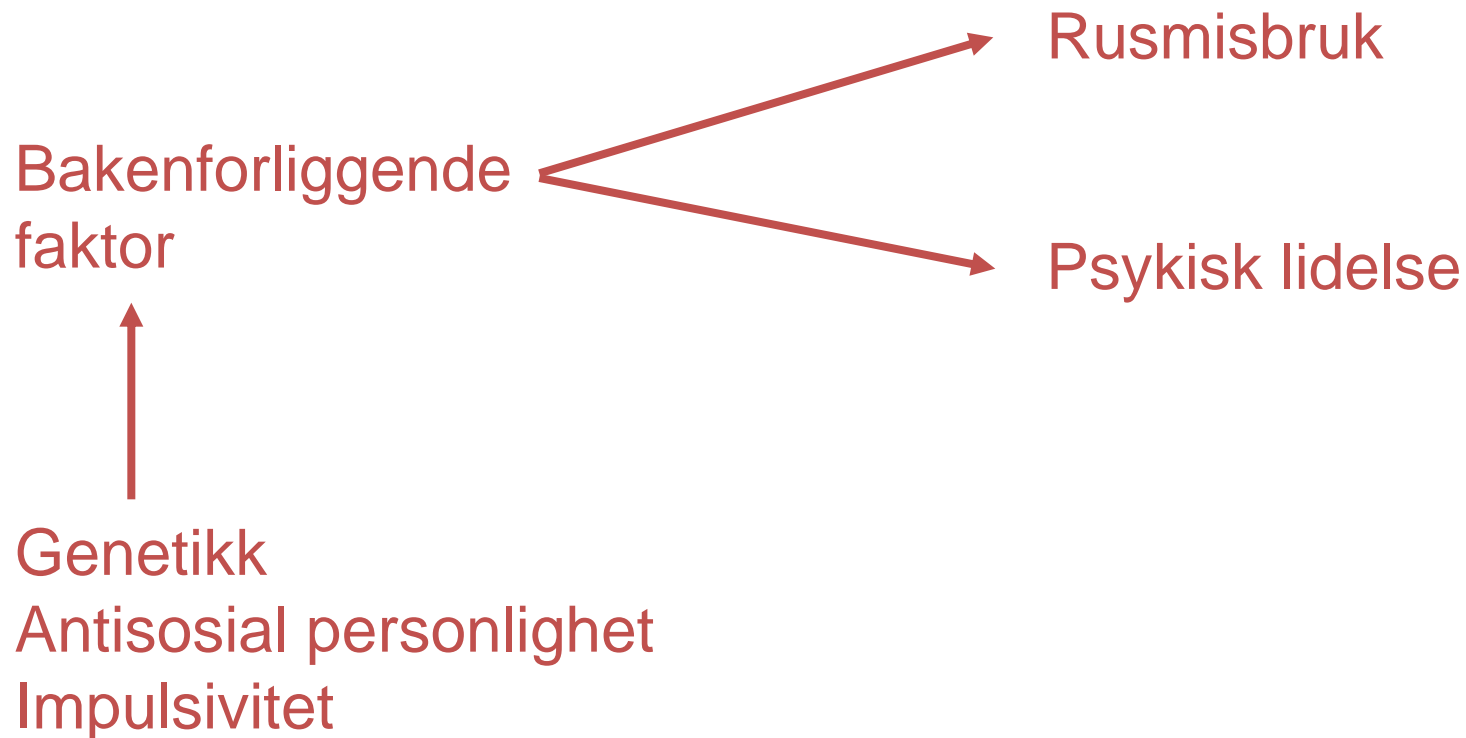 Rusmisbruk
Bakenforliggende
faktor
Psykisk lidelse
Genetikk
Antisosial personlighet
Impulsivitet